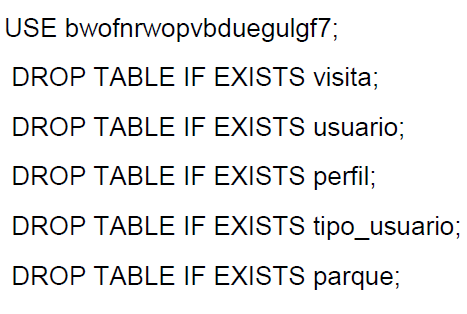 USE bwofnrwopvbduegulgf7;
DROP TABLE IF EXISTS visita;
DROP TABLE IF EXISTS usuario;
DROP TABLE IF EXISTS perfil;
DROP TABLE IF EXISTS tipo_usuario;
DROP TABLE IF EXISTS parque;